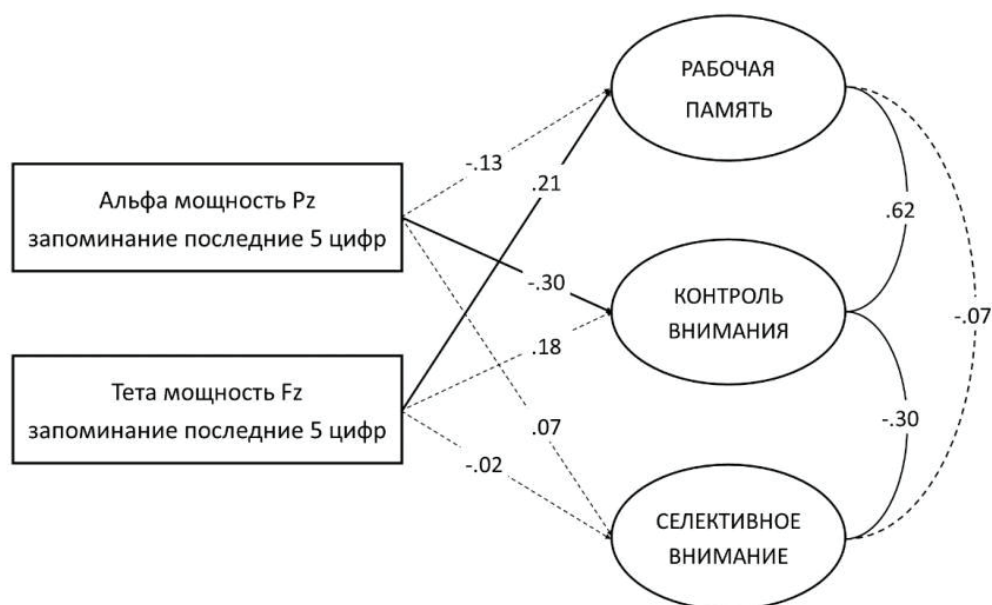 РАБОЧАЯ
ПАМЯТЬ
Альфа мощность Pz
запоминание последние 5 цифр
-.13
.21
.62
-.30
КОНТРОЛЬ
ВНИМАНИЯ
-.07
.18
Тета мощность Fz
запоминание последние 5 цифр
.07
-.02
-.30
СЕЛЕКТИВНОЕ
ВНИМАНИЕ